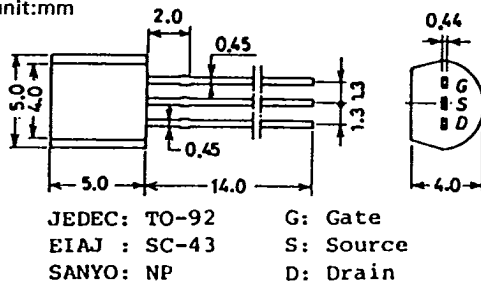 unit:mm
2.0
0.45
0.44
5.0
4.0
1.3
1.3
G
S
D
0.45
5.0
14.0
4.0
JEDEC: TO-92 G: Gate
EIAJ : SC-43 S: Source
SANYO: NP D: Drain